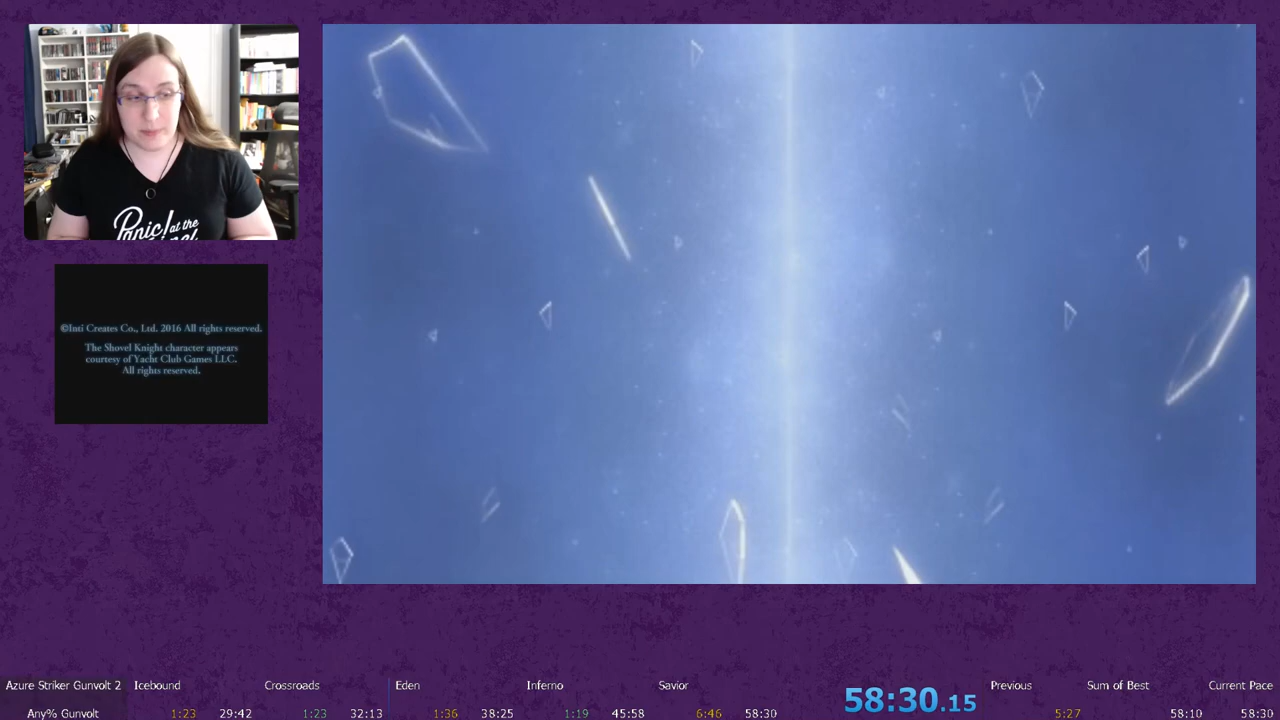 Panic! at the
©Inti Creates Co., Ltd. 2016 All rights reserved.
The Shovel Knight character appears
courtesy of Yacht Club Games LLC.
All rights reserved.
Azure Striker Gunvolt 2 Icebound Crossroads Eden Inferno Savior 58:30.15 Previous Sum of Best Current Pace
Any% Gunvolt 1:23 29:42 1:23 32:13 1:36 38:25 1:19 45:58 6:46 58:30 5:27 58:10 58:30